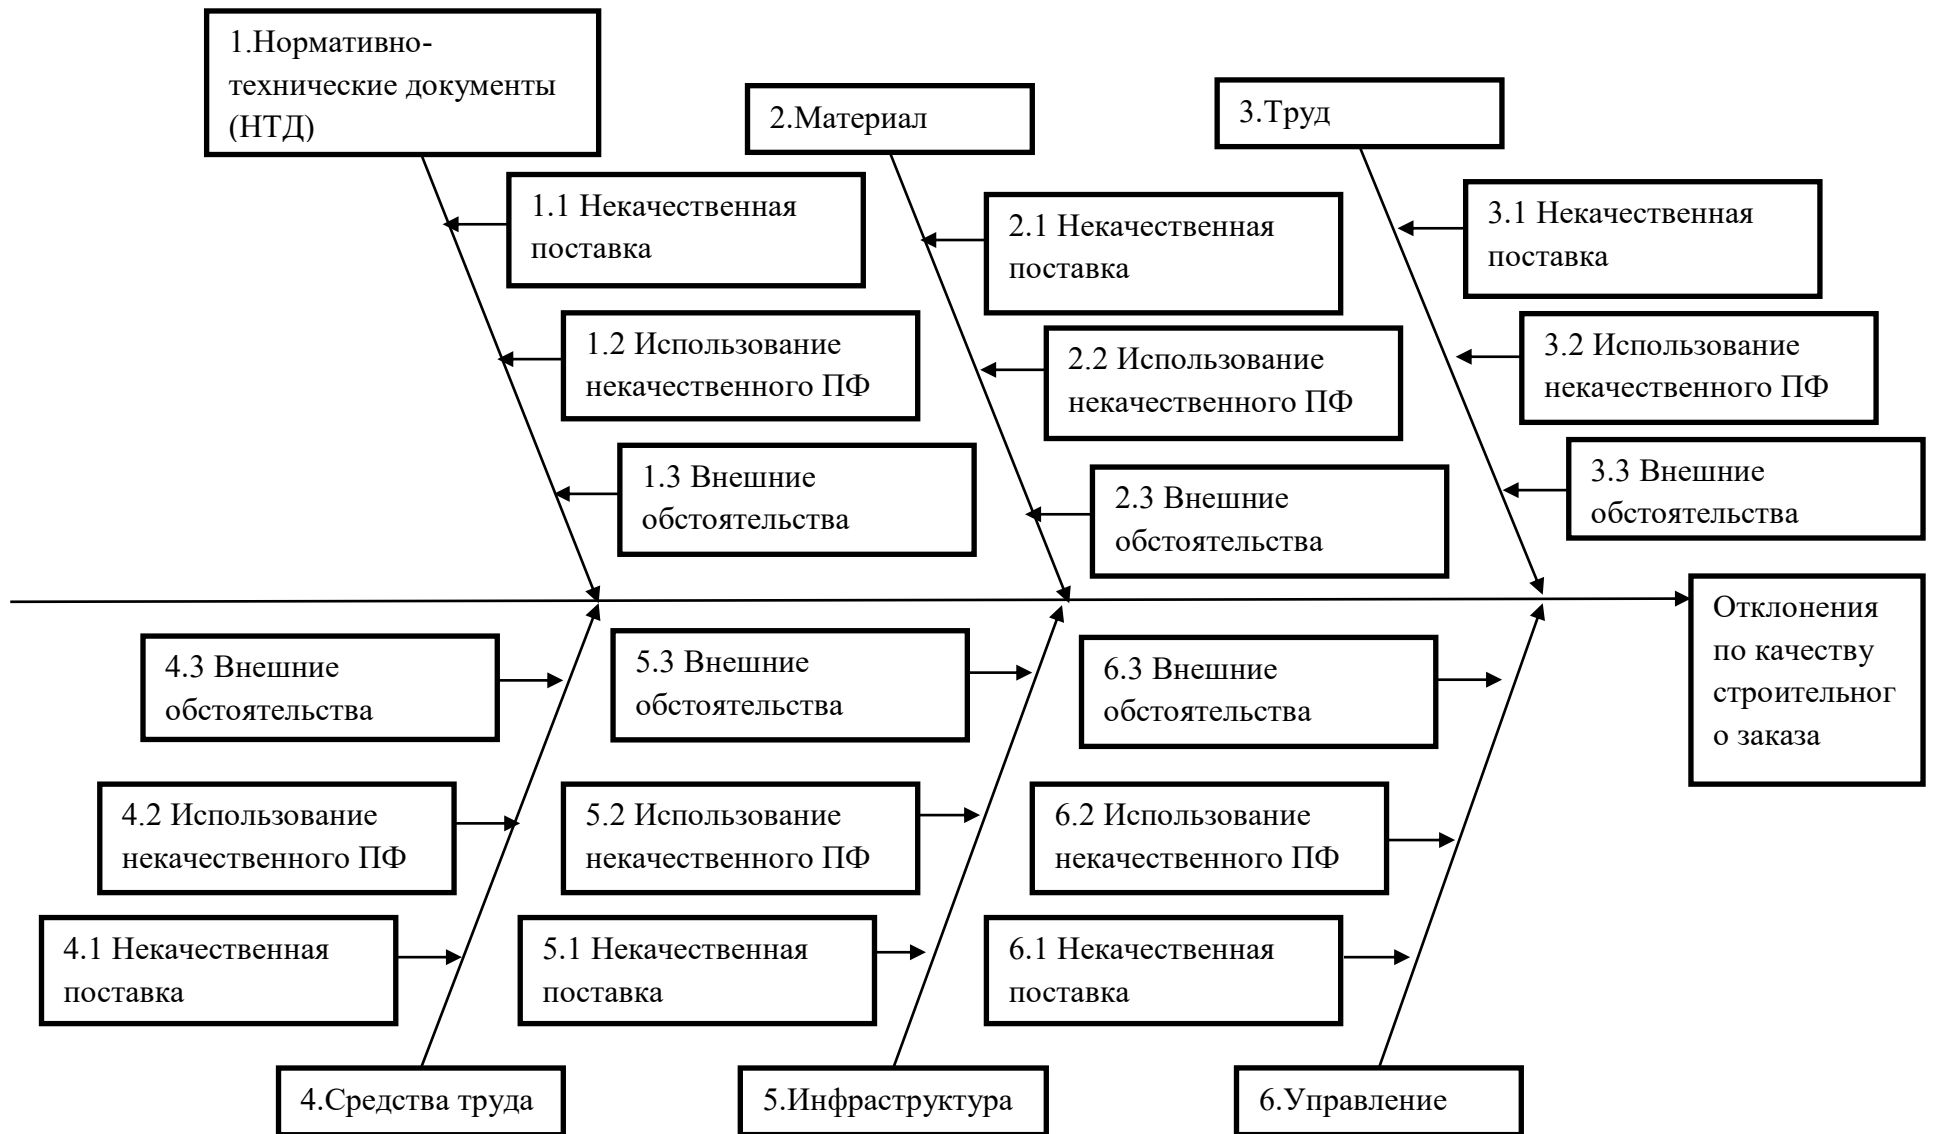 1.Нормативно-
технические документы
(НТД)
2.Материал
3.Труд
1.1 Некачественная
поставка
2.1 Некачественная
поставка
3.1 Некачественная
поставка
1.2 Использование
некачественного ПФ
2.2 Использование
некачественного ПФ
3.2 Использование
некачественного ПФ
1.3 Внешние
обстоятельства
2.3 Внешние
обстоятельства
3.3 Внешние
обстоятельства
Отклонения
по качеству
строительног
о заказа
4.3 Внешние
обстоятельства
5.3 Внешние
обстоятельства
6.3 Внешние
обстоятельства
4.2 Использование
некачественного ПФ
5.2 Использование
некачественного ПФ
6.2 Использование
некачественного ПФ
4.1 Некачественная
поставка
5.1 Некачественная
поставка
6.1 Некачественная
поставка
4.Средства труда
5.Инфраструктура
6.Управление